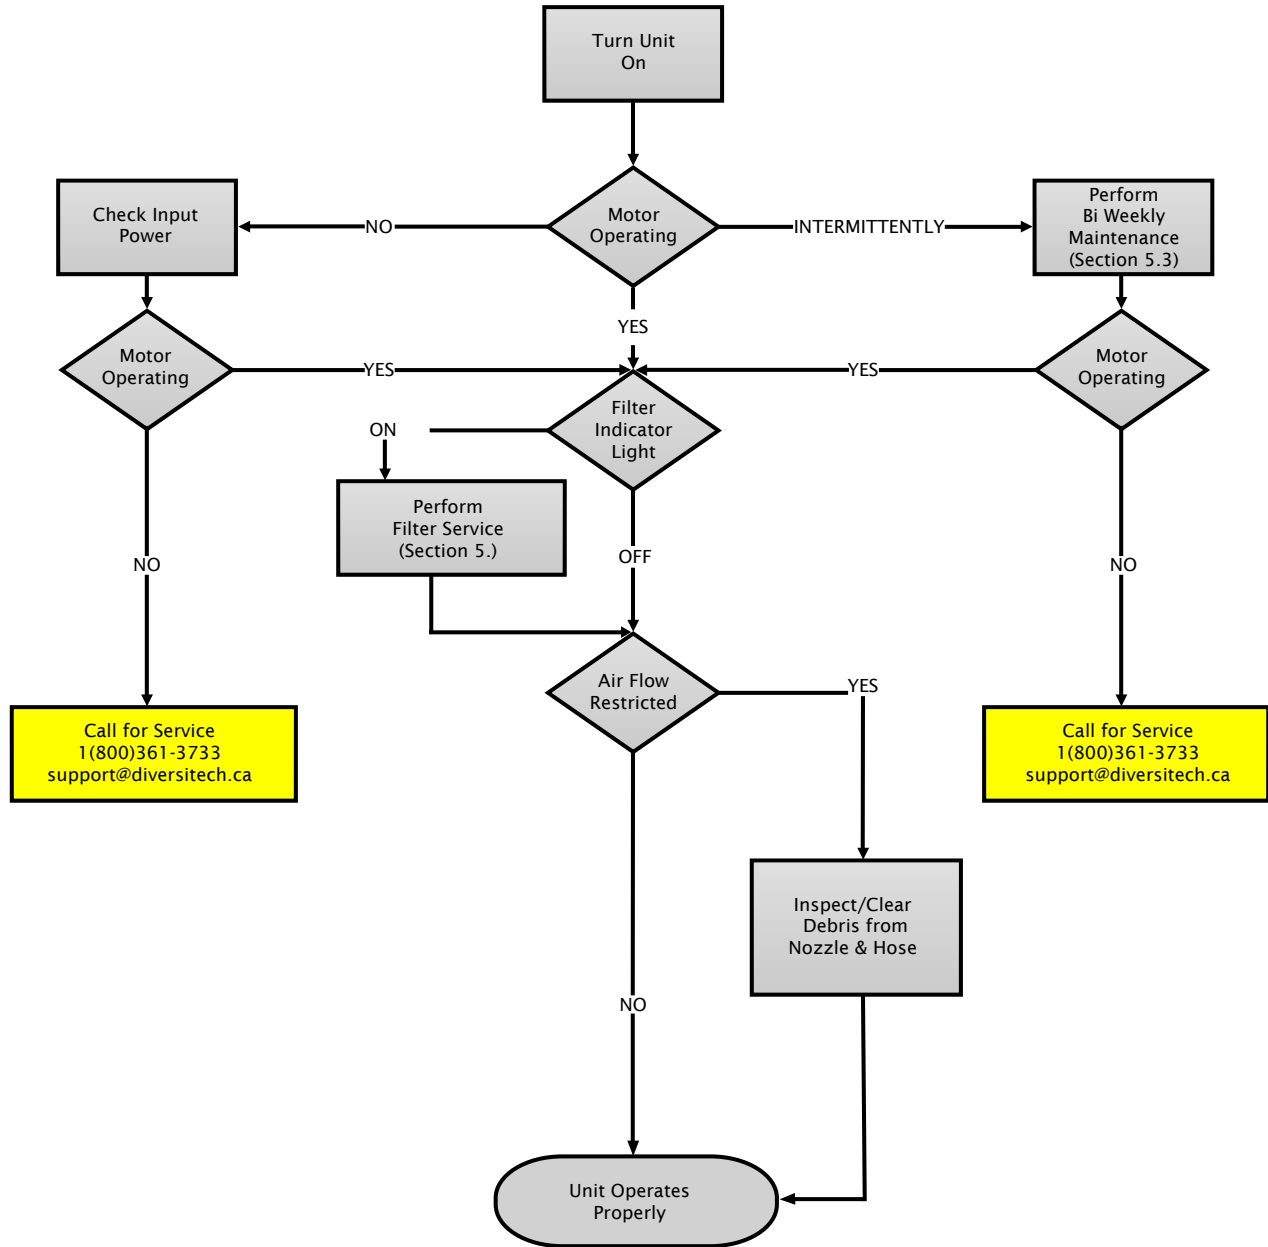 Turn Unit
On
Check Input
Power
NO
Motor
Operating
INTERMITTENTLY
Perform
Bi Weekly
Maintenance
(Section 5.3)
YES
Motor
Operating
YES
YES
Motor
Operating
Filter
Indicator
Light
ON
Perform
Filter Service
(Section 5.)
NO
OFF
NO
Air Flow
Restricted
YES
Call for Service
1(800)361-3733
support@diversitech.ca
Call for Service
1(800)361-3733
support@diversitech.ca
Inspect/Clear
Debris from
Nozzle & Hose
NO
Unit Operates
Properly